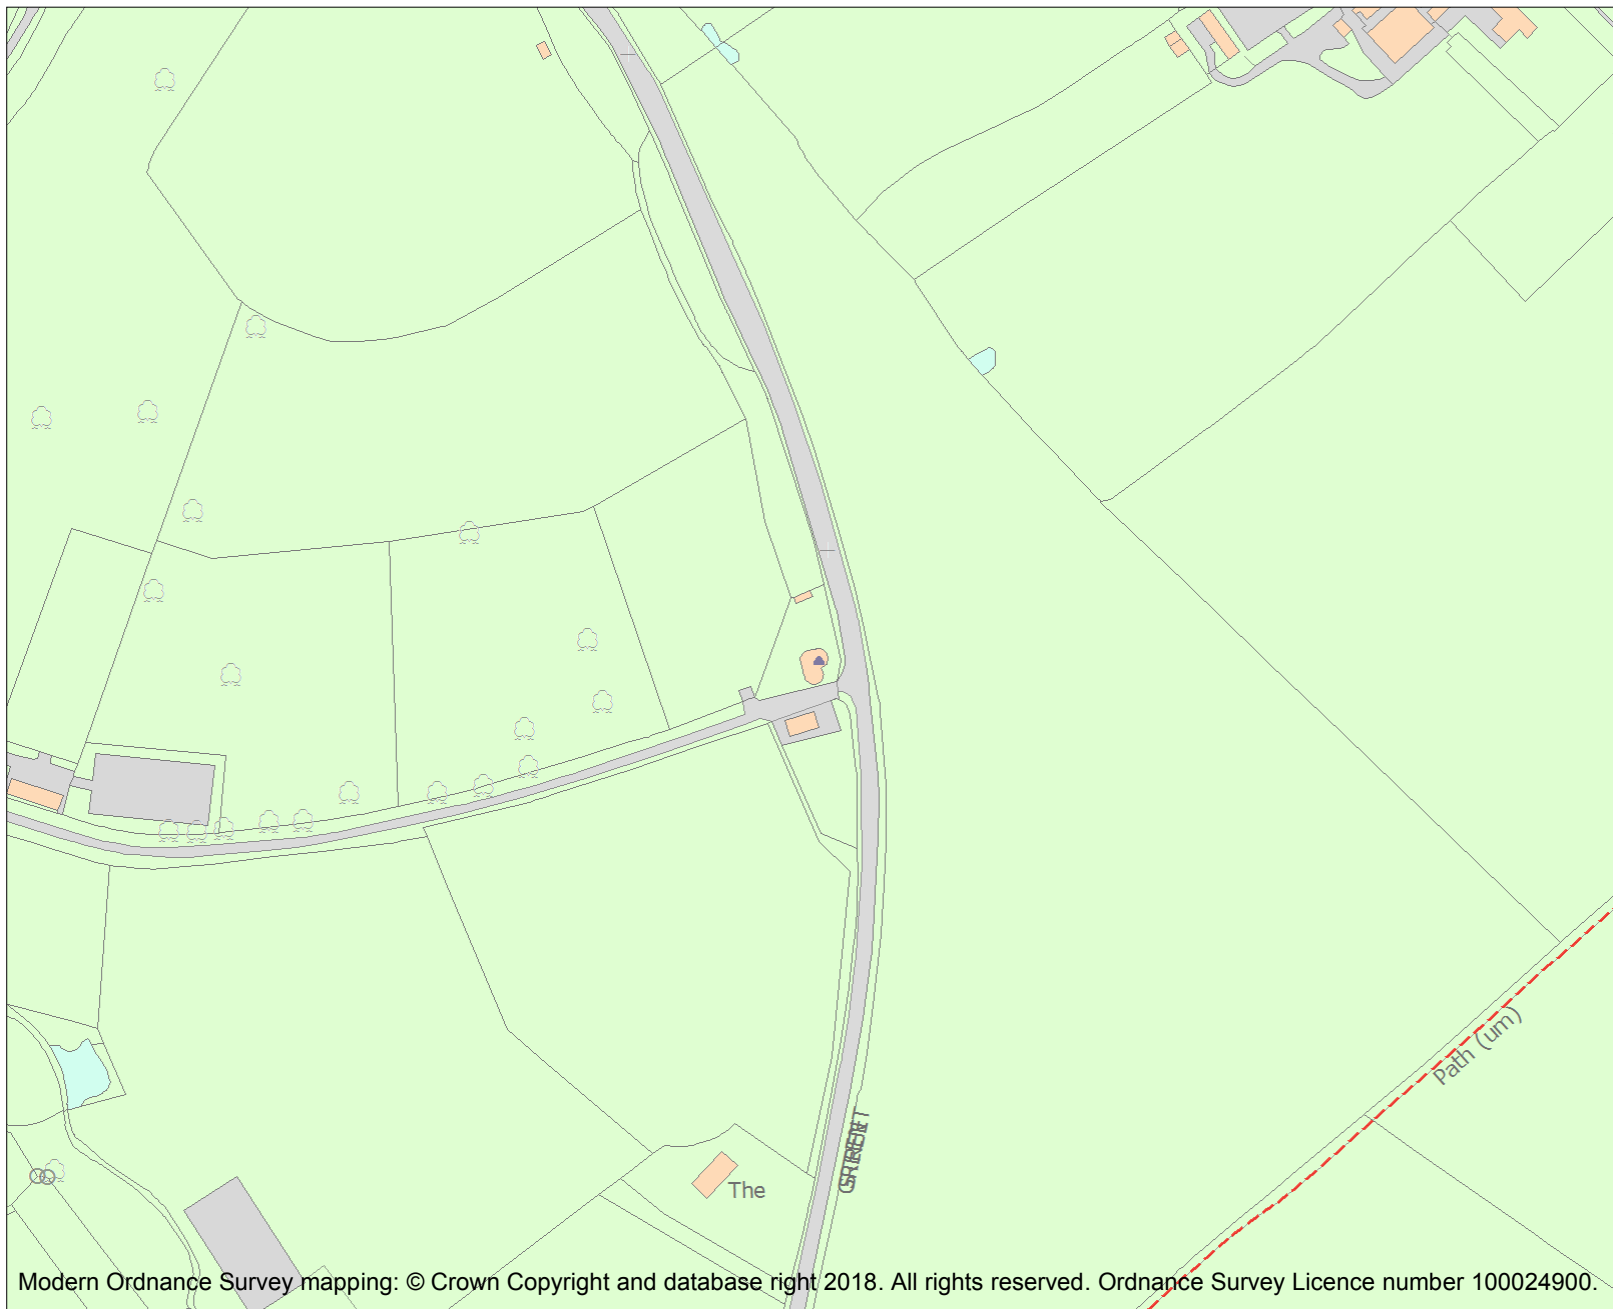 Path (um)
The
Modern Ordnance Survey mapping: © Crown Copyright and database right 2018. All rights reserved. Ordnance Survey Licence number 100024900.